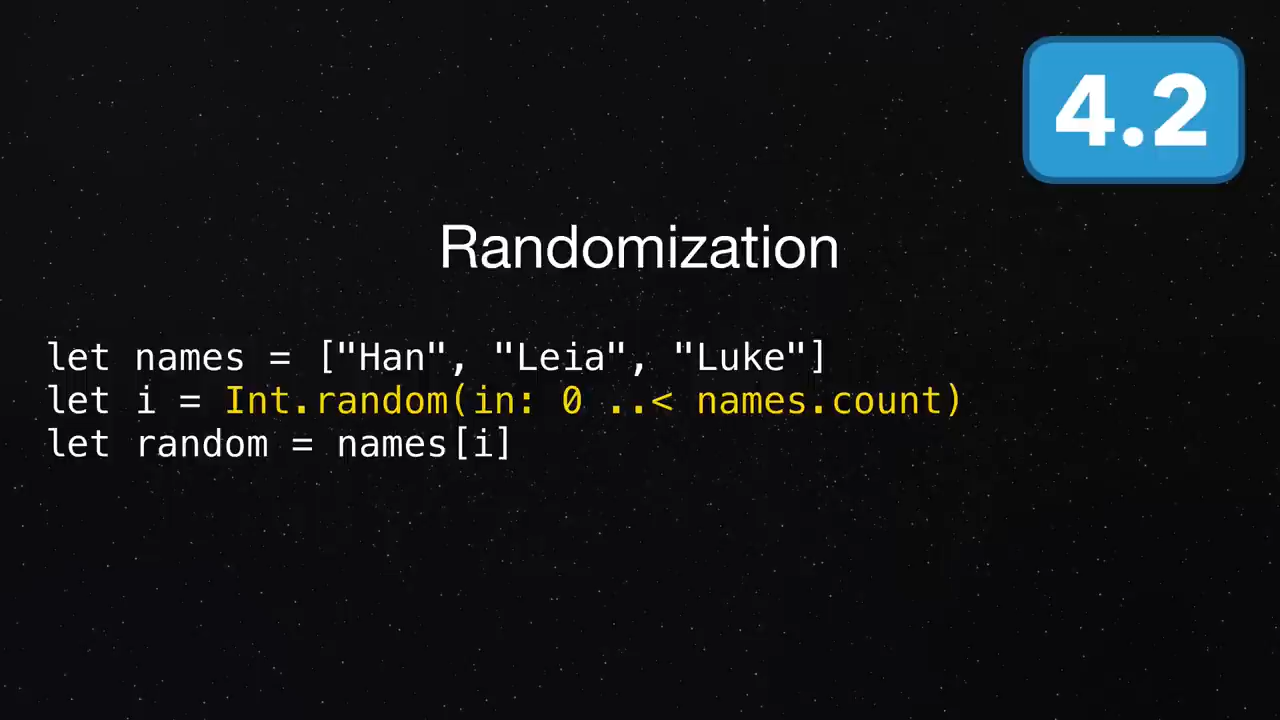 4.2
Randomization
let names = ["Han", "Leia", "Luke"]
let i = Int.random(in: 0 ..< names.count)
let random = names[i]